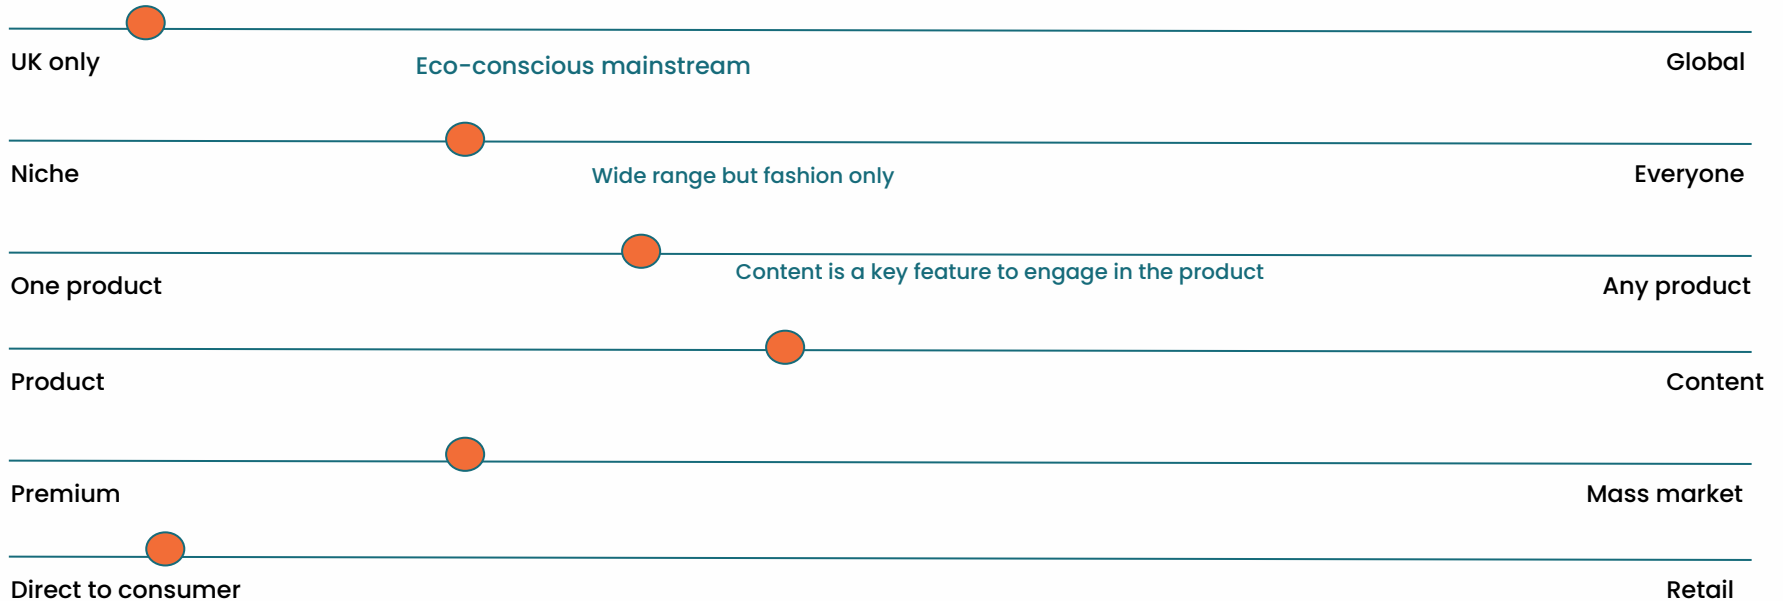 UK only
Eco-conscious mainstream
Global
Niche
Wide range but fashion only
Everyone
One product
Content is a key feature to engage in the product
Any product
Product
Content
Premium
Mass market
Direct to consumer
Retail